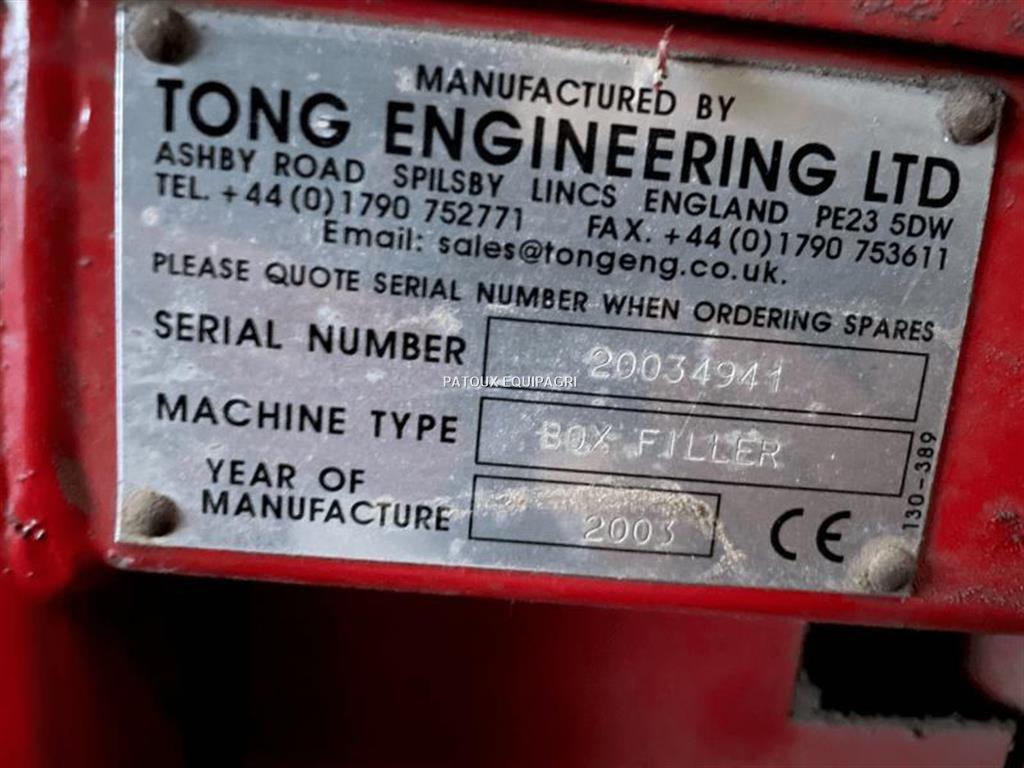 MANUFACTURED BY
TONG ENGINEERING LTD
ASHBY ROAD SPILSBY LINCS ENGLAND PE23 5DW
TEL. +44(0)1790 752771 FAX. +44(0)1790 753611
Email: sales@tongeng.co.uk.
PLEASE QUOTE SERIAL NUMBER WHEN ORDERING SPARES
SERIAL NUMBER 20034941
PATOUX EQUIPAGRI
MACHINE TYPE BOX FILLER
YEAR OF
MANUFACTURE 2003 CE
130-389